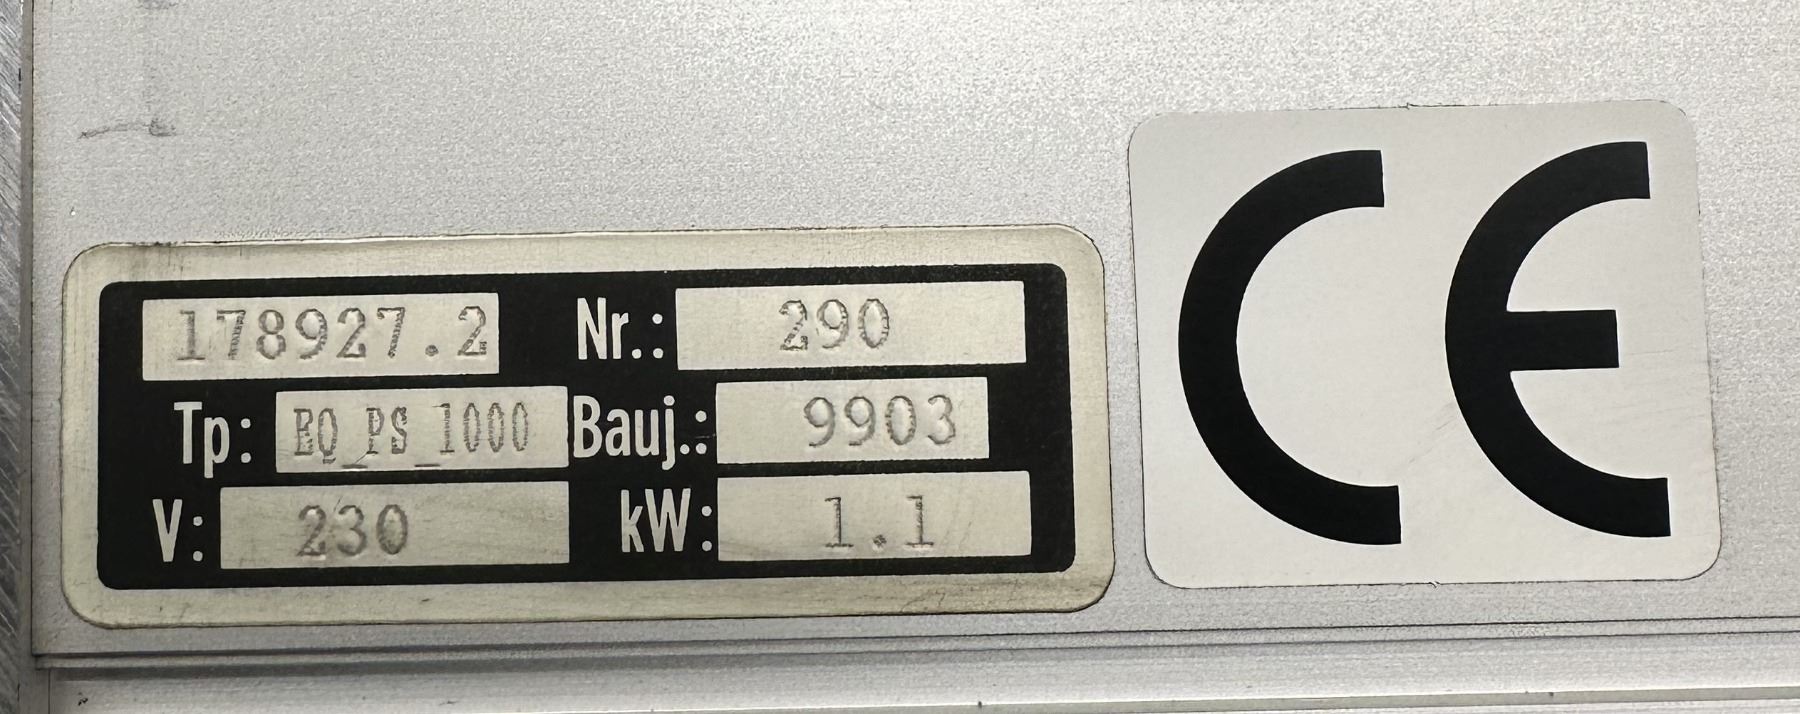 178927.2 Nr.: 290
Tp: EQ_PS_1000 Bauj.: 9903
V: 230 kW: 1.1
CE